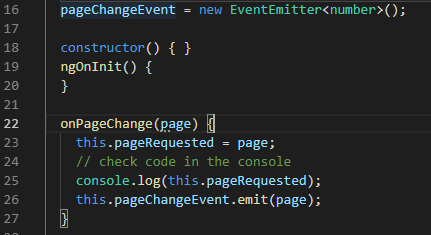 16 pageChangeEvent = new EventEmitter<number>();
17
18 constructor() { }
19 ngOnInit() {
20 }
21
22 onPageChange(page) {
23 this.pageRequested = page;
24 // check code in the console
25 console.log(this.pageRequested);
26 this.pageChangeEvent.emit(page);
27 }